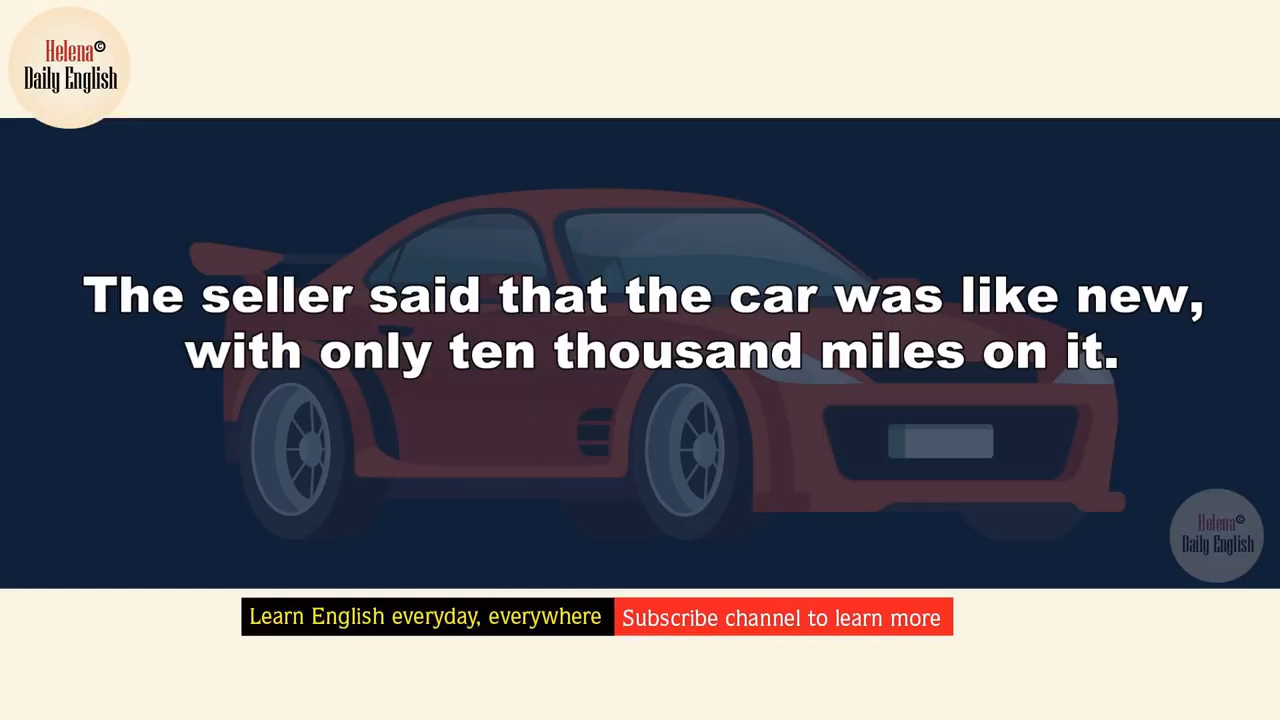 Helena©
Daily English
The seller said that the car was like new,
with only ten thousand miles on it.
Helena©
Daily English
Learn English everyday, everywhere
Subscribe channel to learn more